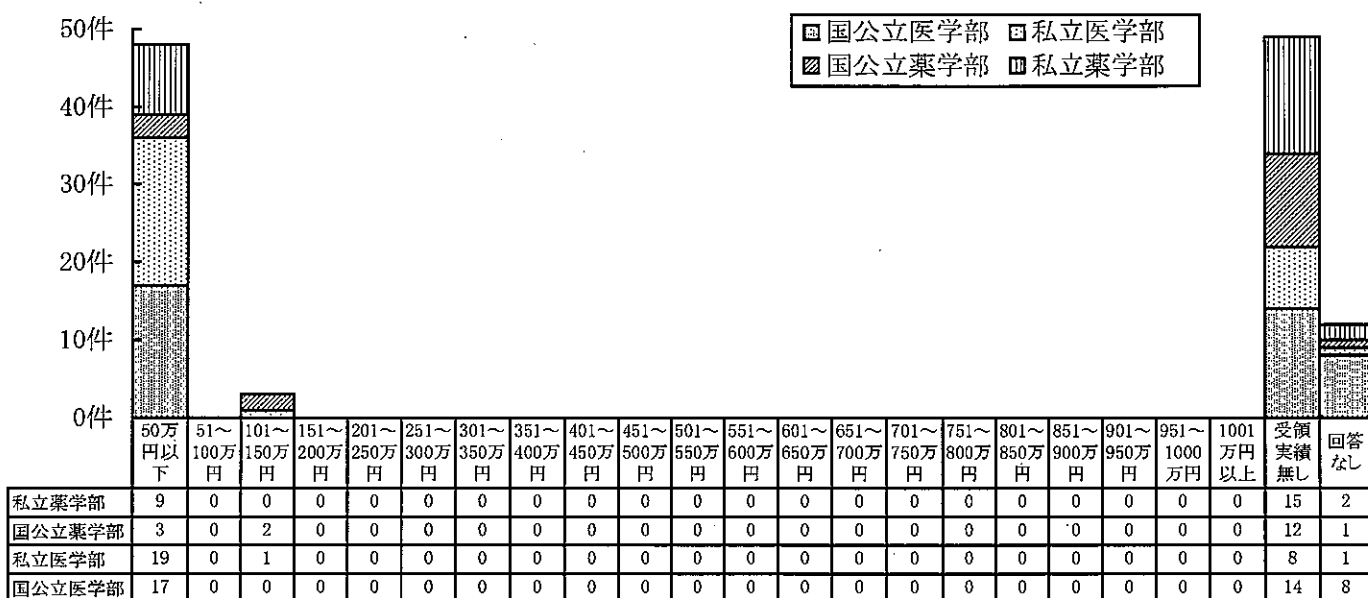 50件
40件
30件
20件
10件
0件
国公立医学部 私立医学部
国公立薬学部 私立薬学部
50万円以下 51～100万円 101～150万円 151～200万円 201～250万円 251～300万円 301～350万円 351～400万円 401～450万円 451～500万円 501～550万円 551～600万円 601～650万円 651～700万円 701～750万円 751～800万円 801～850万円 851～900万円 901～950万円 951～1000万円 1001万円以上 受領実績無し 回答なし
私立薬学部 9 0 0 0 0 0 0 0 0 0 0 0 0 0 0 0 0 0 0 0 0 15 2
国公立薬学部 3 0 2 0 0 0 0 0 0 0 0 0 0 0 0 0 0 0 0 0 0 12 1
私立医学部 19 0 1 0 0 0 0 0 0 0 0 0 0 0 0 0 0 0 0 0 0 8 1
国公立医学部 17 0 0 0 0 0 0 0 0 0 0 0 0 0 0 0 0 0 0 0 0 14 8